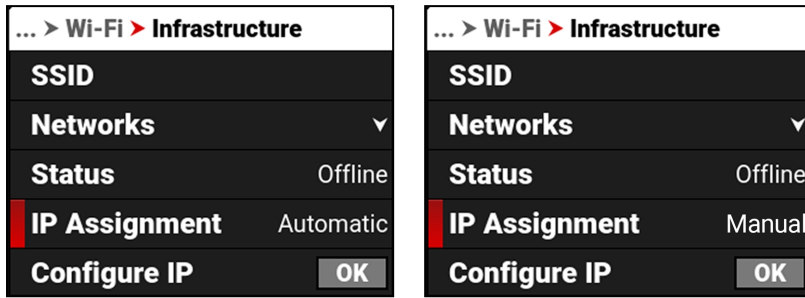 ... > Wi-Fi > Infrastructure
SSID
Networks
Status Offline
IP Assignment Automatic
Configure IP OK
... > Wi-Fi > Infrastructure
SSID
Networks
Status Offline
IP Assignment Manual
Configure IP OK